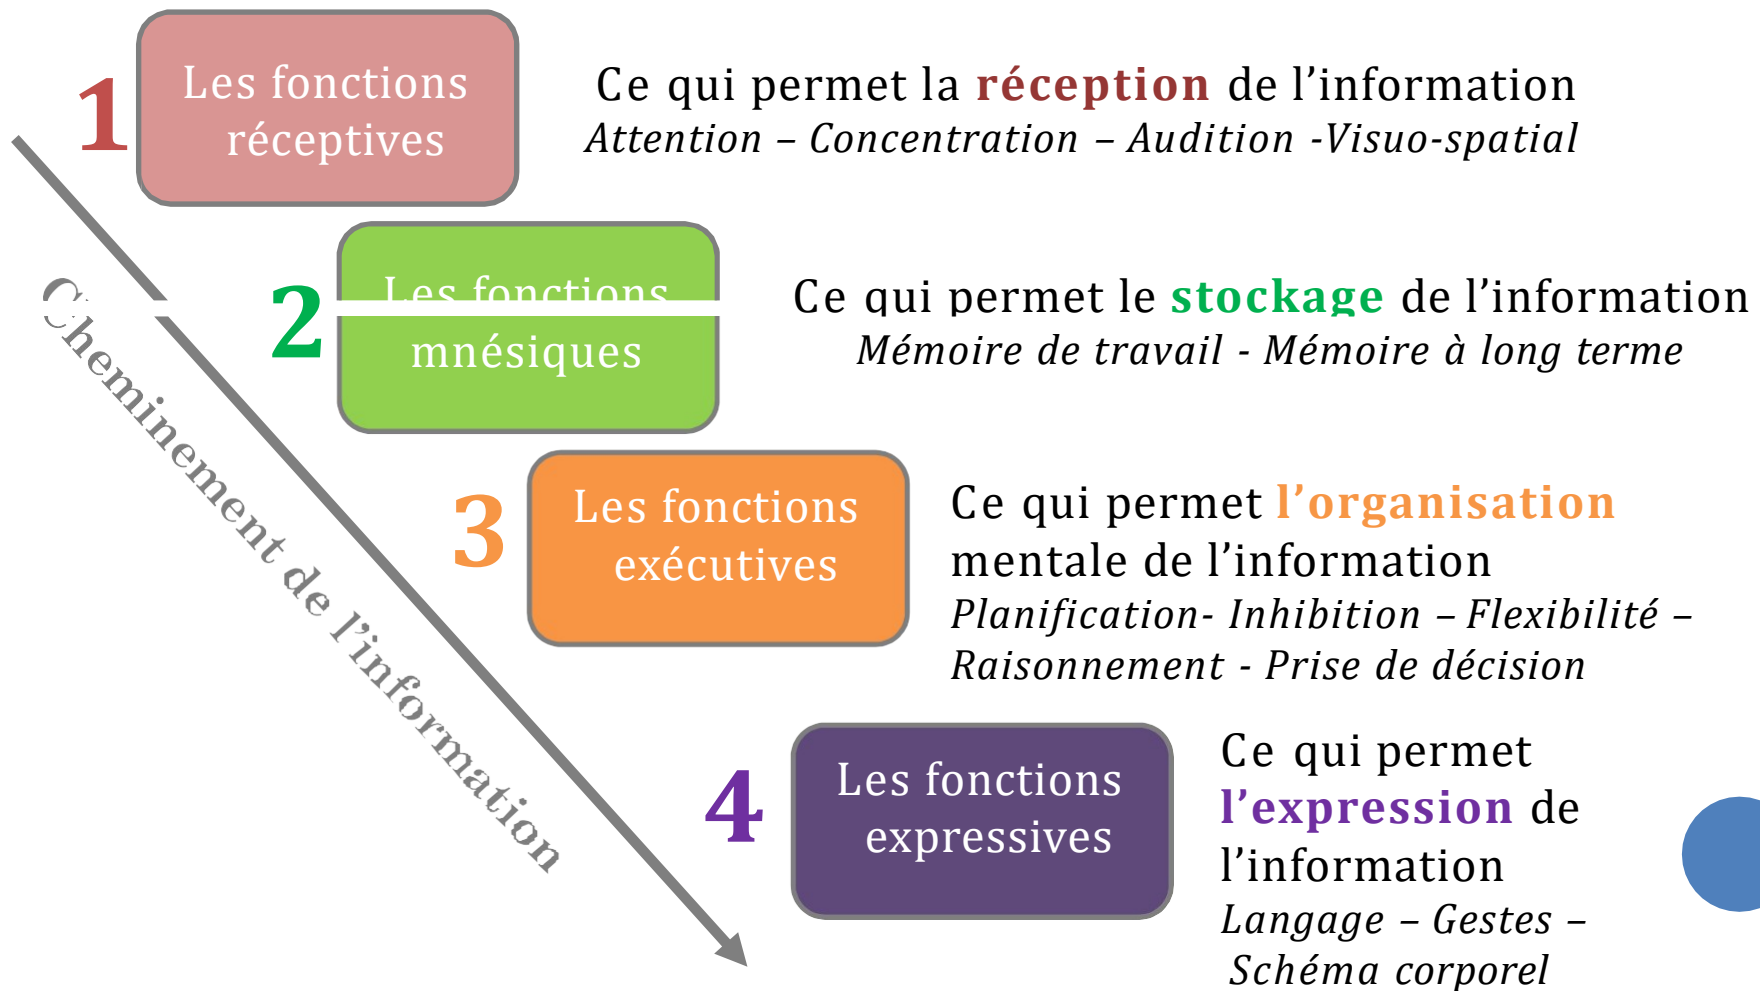 1
Les fonctions
réceptives
Ce qui permet la réception de l’information
Attention – Concentration – Audition -Visuo-spatial
2
Les fonctions
mnésiques
Ce qui permet le stockage de l’information
Mémoire de travail - Mémoire à long terme
Cheminement de l’information
3
Les fonctions
exécutives
Ce qui permet l’organisation
mentale de l’information
Planification- Inhibition – Flexibilité –
Raisonnement - Prise de décision
4
Les fonctions
expressives
Ce qui permet
l’expression de
l’information
Langage – Gestes –
Schéma corporel